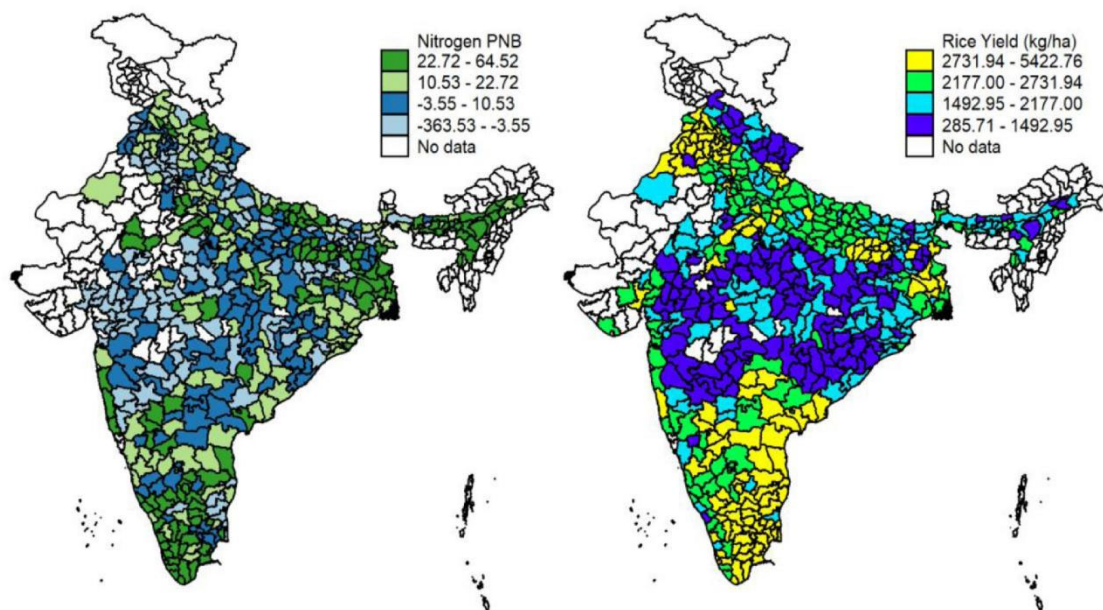 Nitrogen PNB
22.72 - 64.52
10.53 - 22.72
-3.55 - 10.53
-363.53 - -3.55
No data
Rice Yield (kg/ha)
2731.94 - 5422.76
2177.00 - 2731.94
1492.95 - 2177.00
285.71 - 1492.95
No data